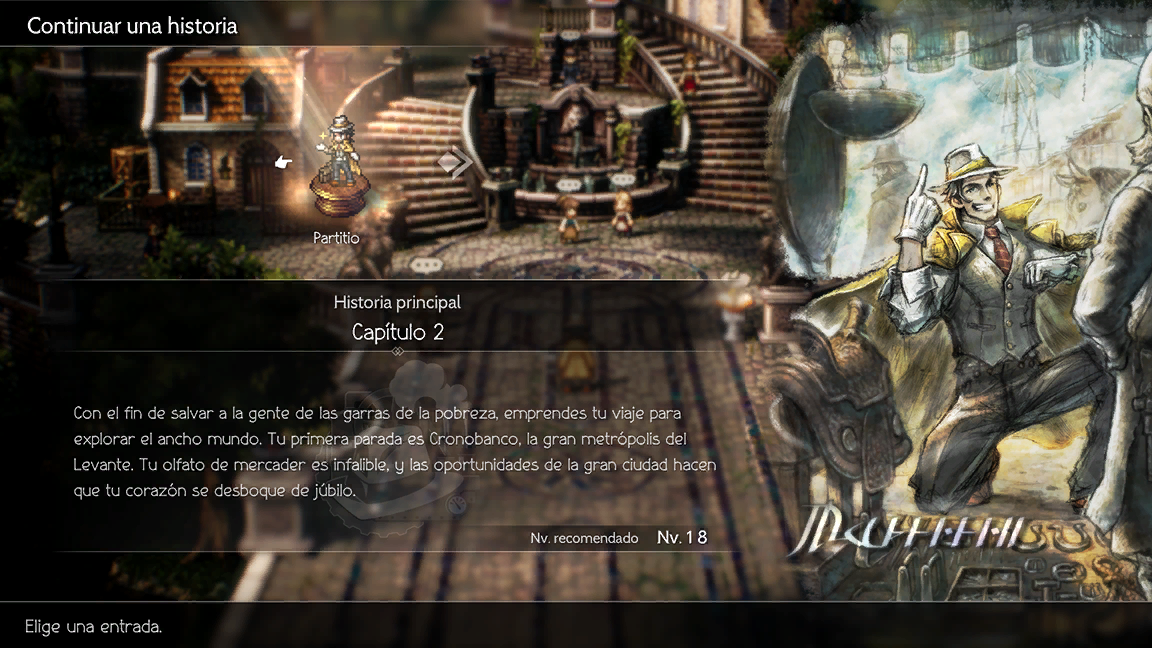 Continuar una historia
Partitio
Historia principal
Capítulo 2
Con el fin de salvar a la gente de las garras de la pobreza, emprendes tu viaje para
explorar el ancho mundo. Tu primera parada es Cronobanco, la gran metrópolis del
Levante. Tu olfato de mercader es infalible, y las oportunidades de la gran ciudad hacen
que tu corazón se desboque de júbilo.
Nv. recomendado Nv. 18
Elige una entrada.